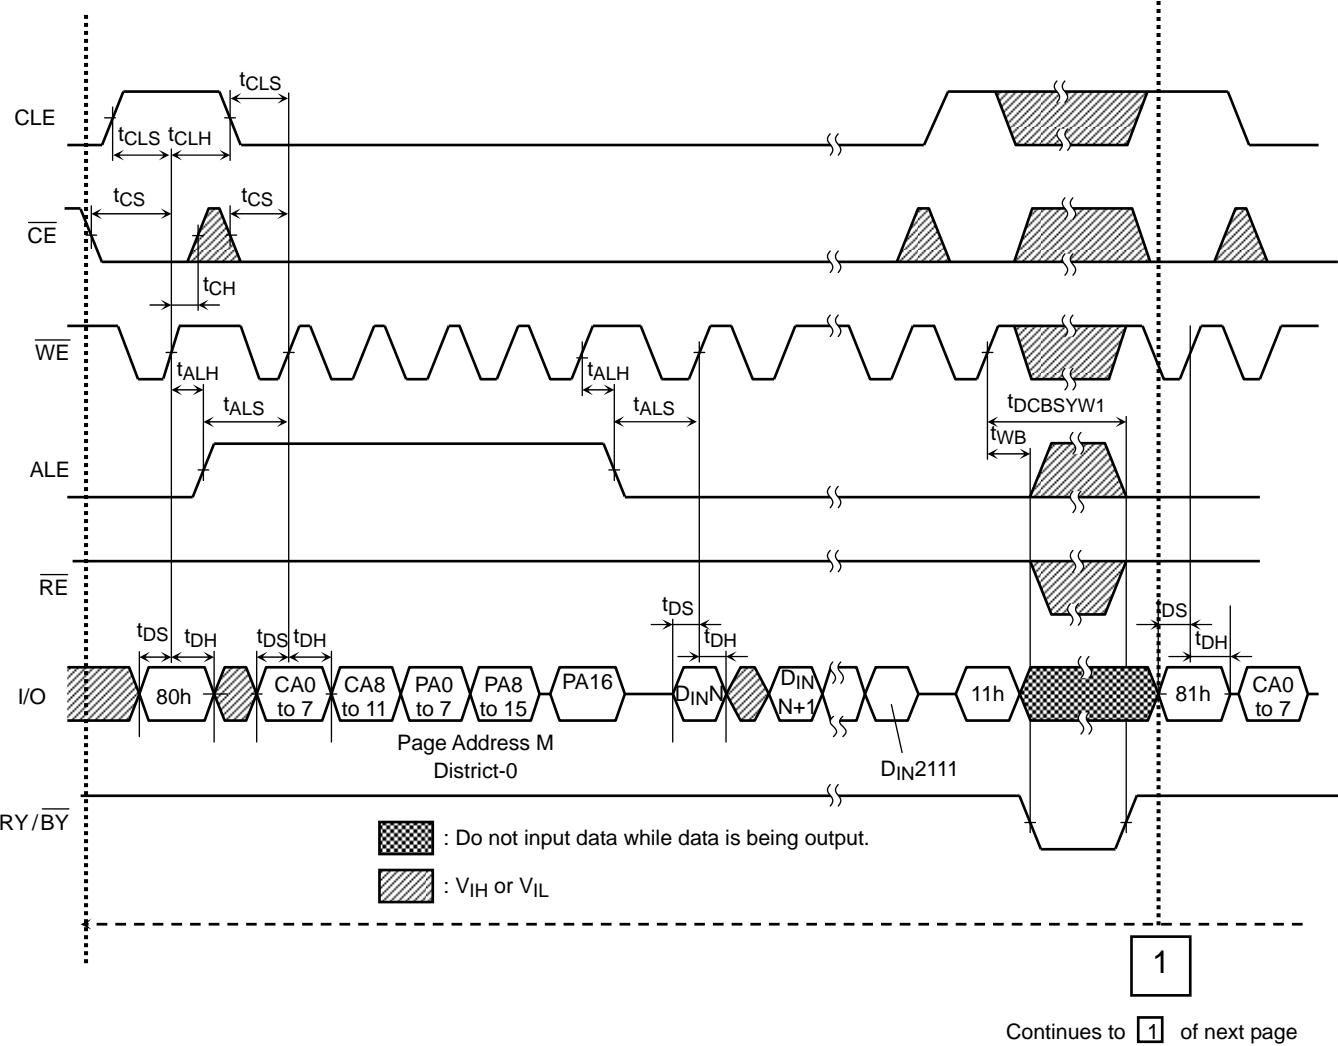 tCLS
CLE
tCLS tCLH
tCS tCS
CE
tCH
WE
tALH tALH
tALS tALS
tDCBSYW1
tWB
ALE
RE
tDS tDH tDS tDH tDS tDH DS tDH
I/O 80h CA0 to 7 CA8 to 11 PA0 to 7 PA8 to 15 PA16 DINN DIN N+1 11h 81h CA0 to 7
Page Address M
District-0
DIN2111
RY/BY
: Do not input data while data is being output.
: VIH or VIL
1
Continues to 1 of next page